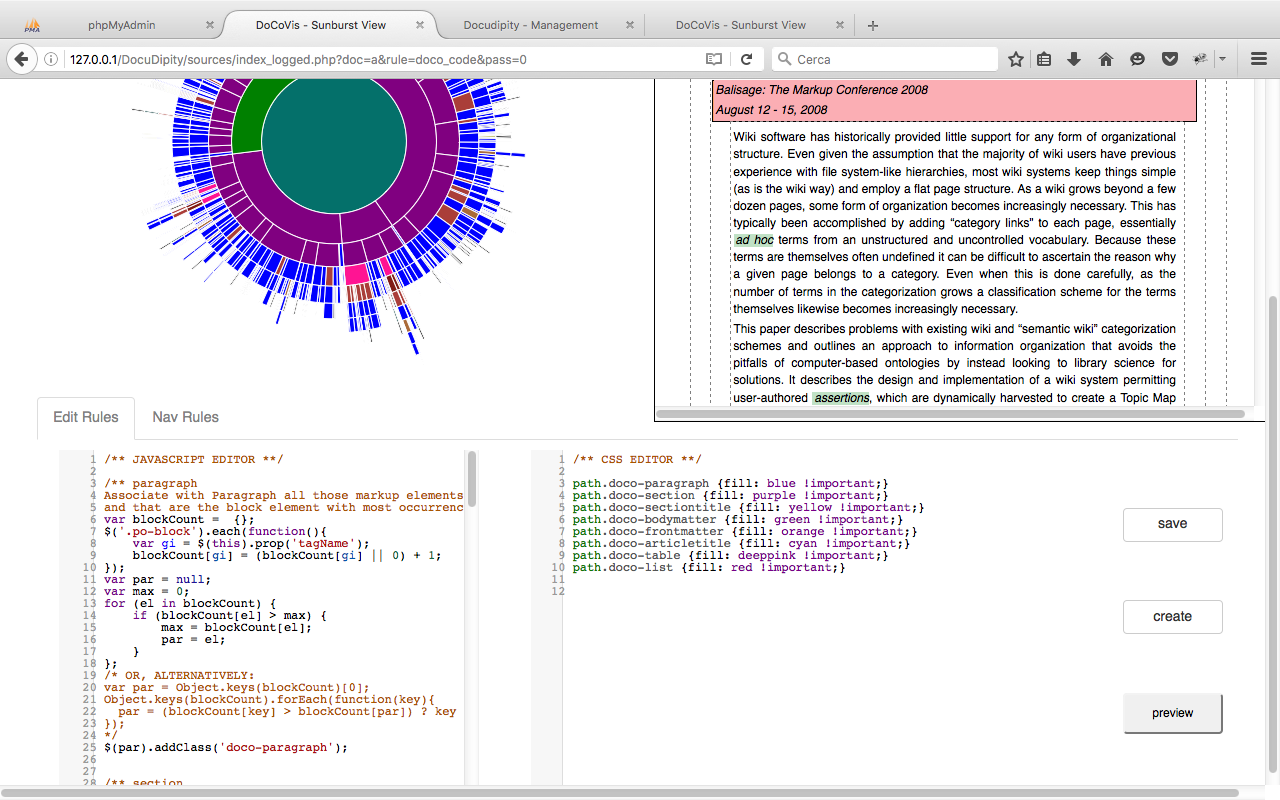 PMA
phpMyAdmin
DoCoVis - Sunburst View
Docudipity - Management
DoCoVis - Sunburst View
127.0.0.1/DocuDipity/sources/index_logged.php?doc=a&rule=doco_code&pass=0
Cerca
Balisage: The Markup Conference 2008
August 12 - 15, 2008
Wiki software has historically provided little support for any form of organizational
structure. Even given the assumption that the majority of wiki users have previous
experience with file system-like hierarchies, most wiki systems keep things simple
(as is the wiki way) and employ a flat page structure. As a wiki grows beyond a few
dozen pages, some form of organization becomes increasingly necessary. This has
typically been accomplished by adding “category links” to each page, essentially
ad hoc terms from an unstructured and uncontrolled vocabulary. Because these
terms are themselves often undefined it can be difficult to ascertain the reason why
a given page belongs to a category. Even when this is done carefully, as the
number of terms in the categorization grows a classification scheme for the terms
themselves likewise becomes increasingly necessary.
This paper describes problems with existing wiki and “semantic wiki” categorization
schemes and outlines an approach to information organization that avoids the
pitfalls of computer-based ontologies by instead looking to library science for
solutions. It describes the design and implementation of a wiki system permitting
user-authored assertions, which are dynamically harvested to create a Topic Map
Edit Rules
Nav Rules
1 /** JAVASCRIPT EDITOR **/
2
3 /** paragraph
4 Associate with Paragraph all those markup elements
5 and that are the block element with most occurrenc
6 var blockCount =  {};
7 $('.po-block').each(function(){
8     var gi = $(this).prop('tagName');
9     blockCount[gi] = (blockCount[gi] || 0) + 1;
10 });
11 var par = null;
12 var max = 0;
13 for (el in blockCount) {
14     if (blockCount[el] > max) {
15         max = blockCount[el];
16         par = el;
17     }
18 };
19 /* OR, ALTERNATIVELY:
20 var par = Object.keys(blockCount)[0];
21 Object.keys(blockCount).forEach(function(key){
22   par = (blockCount[key] > blockCount[par]) ? key
23 });
24 */
25 $(par).addClass('doco-paragraph');
26
27
28 /** section
1 /** CSS EDITOR **/
2
3 path.doco-paragraph {fill: blue !important;}
4 path.doco-section {fill: purple !important;}
5 path.doco-sectiontitle {fill: yellow !important;}
6 path.doco-bodymatter {fill: green !important;}
7 path.doco-frontmatter {fill: orange !important;}
8 path.doco-articletitle {fill: cyan !important;}
9 path.doco-table {fill: deeppink !important;}
10 path.doco-list {fill: red !important;}
11
12
save
create
preview